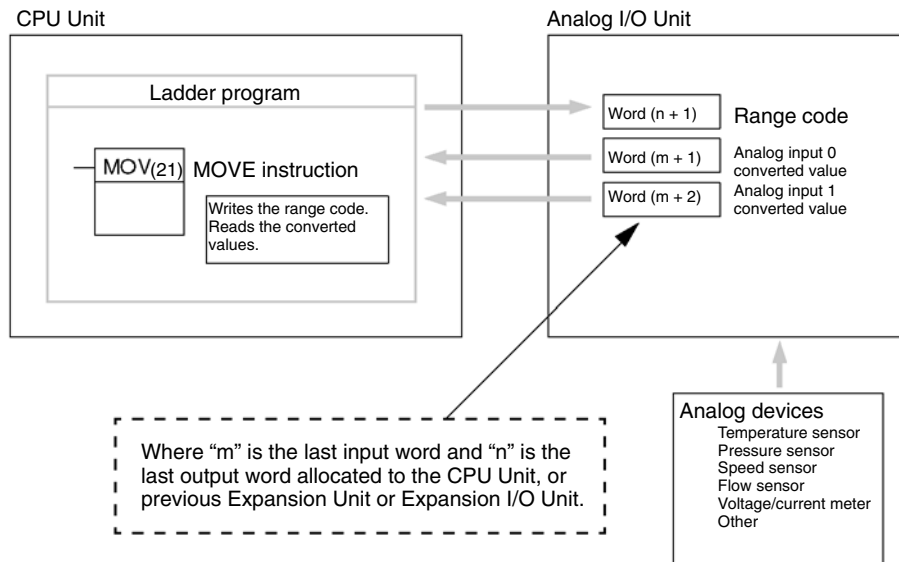 CPU Unit
Analog I/O Unit
Ladder program
MOV(21)
MOVE instruction
Writes the range code.
Reads the converted
values.
Word (n + 1)
Range code
Word (m + 1)
Analog input 0
converted value
Word (m + 2)
Analog input 1
converted value
Where “m” is the last input word and “n” is the
last output word allocated to the CPU Unit, or
previous Expansion Unit or Expansion I/O Unit.
Analog devices
Temperature sensor
Pressure sensor
Speed sensor
Flow sensor
Voltage/current meter
Other